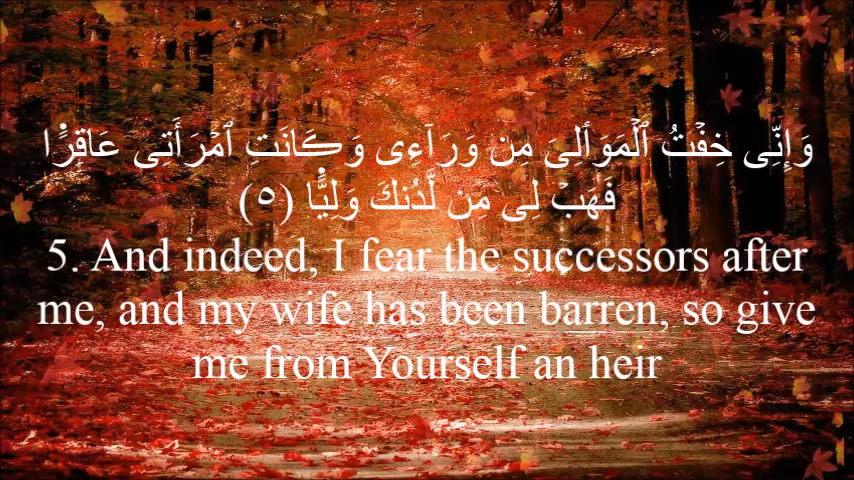 وَإِنِّى خِفۡتُ ٱلۡمَوَٲلِىَ مِن وَرَآءِى وَڪَانَتِ ٱمۡرَأَتِى عَاقِرً۬ا
فَهَبۡ لِى مِن لَّدُنكَ وَلِيًّ۬ا (٥)
5. And indeed, I fear the successors after
me, and my wife has been barren, so give
me from Yourself an heir